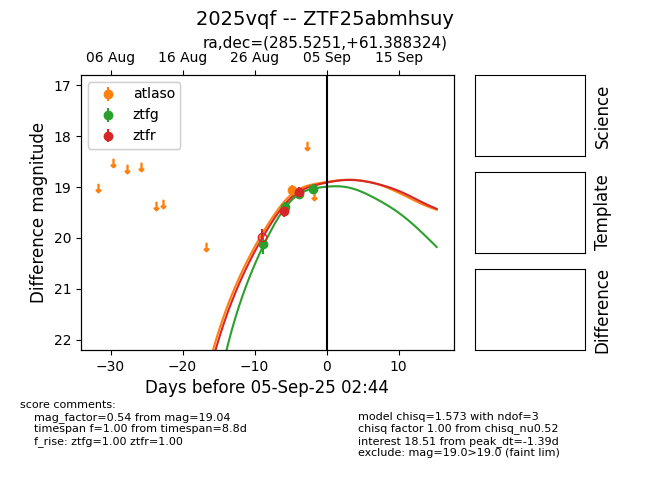 2025vqf -- ZTF25abmhsuy
ra,dec=(285.5251,+61.388324)
06 Aug 16 Aug 26 Aug 05 Sep 15 Sep
17
18
19
20
21
22
Difference magnitude
atlaso
ztfg
ztfr
−30 −20 −10 0 10
Days before 05-Sep-25 02:44
Science
Template
Difference
score comments:
mag_factor=0.54 from mag=19.04
timespan f=1.00 from timespan=8.8d
f_rise: ztfg=1.00 ztfr=1.00
model chisq=1.573 with ndof=3
chisq factor 1.00 from chisq_nu0.52
interest 18.51 from peak_dt=-1.39d
exclude: mag=19.0>19.0 (faint lim)